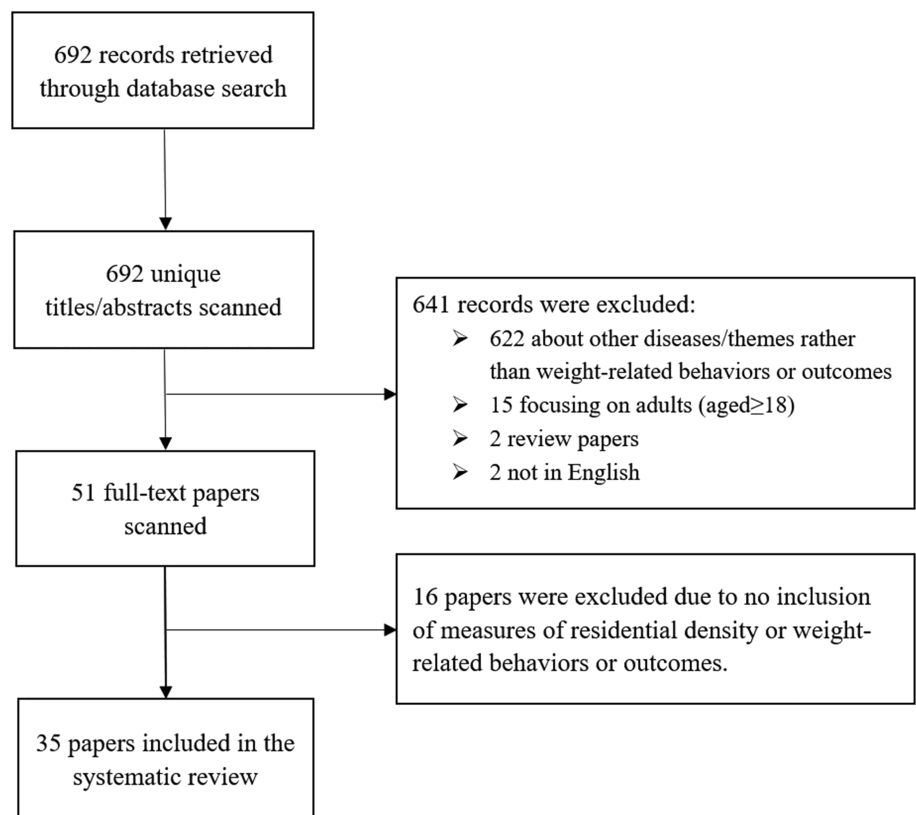 692 records retrieved
through database search
692 unique
titles/abstracts scanned
641 records were excluded:
➢ 622 about other diseases/themes rather
than weight-related behaviors or outcomes
➢ 15 focusing on adults (aged≥18)
➢ 2 review papers
➢ 2 not in English
51 full-text papers
scanned
16 papers were excluded due to no inclusion
of measures of residential density or weight-
related behaviors or outcomes.
35 papers included in the
systematic review